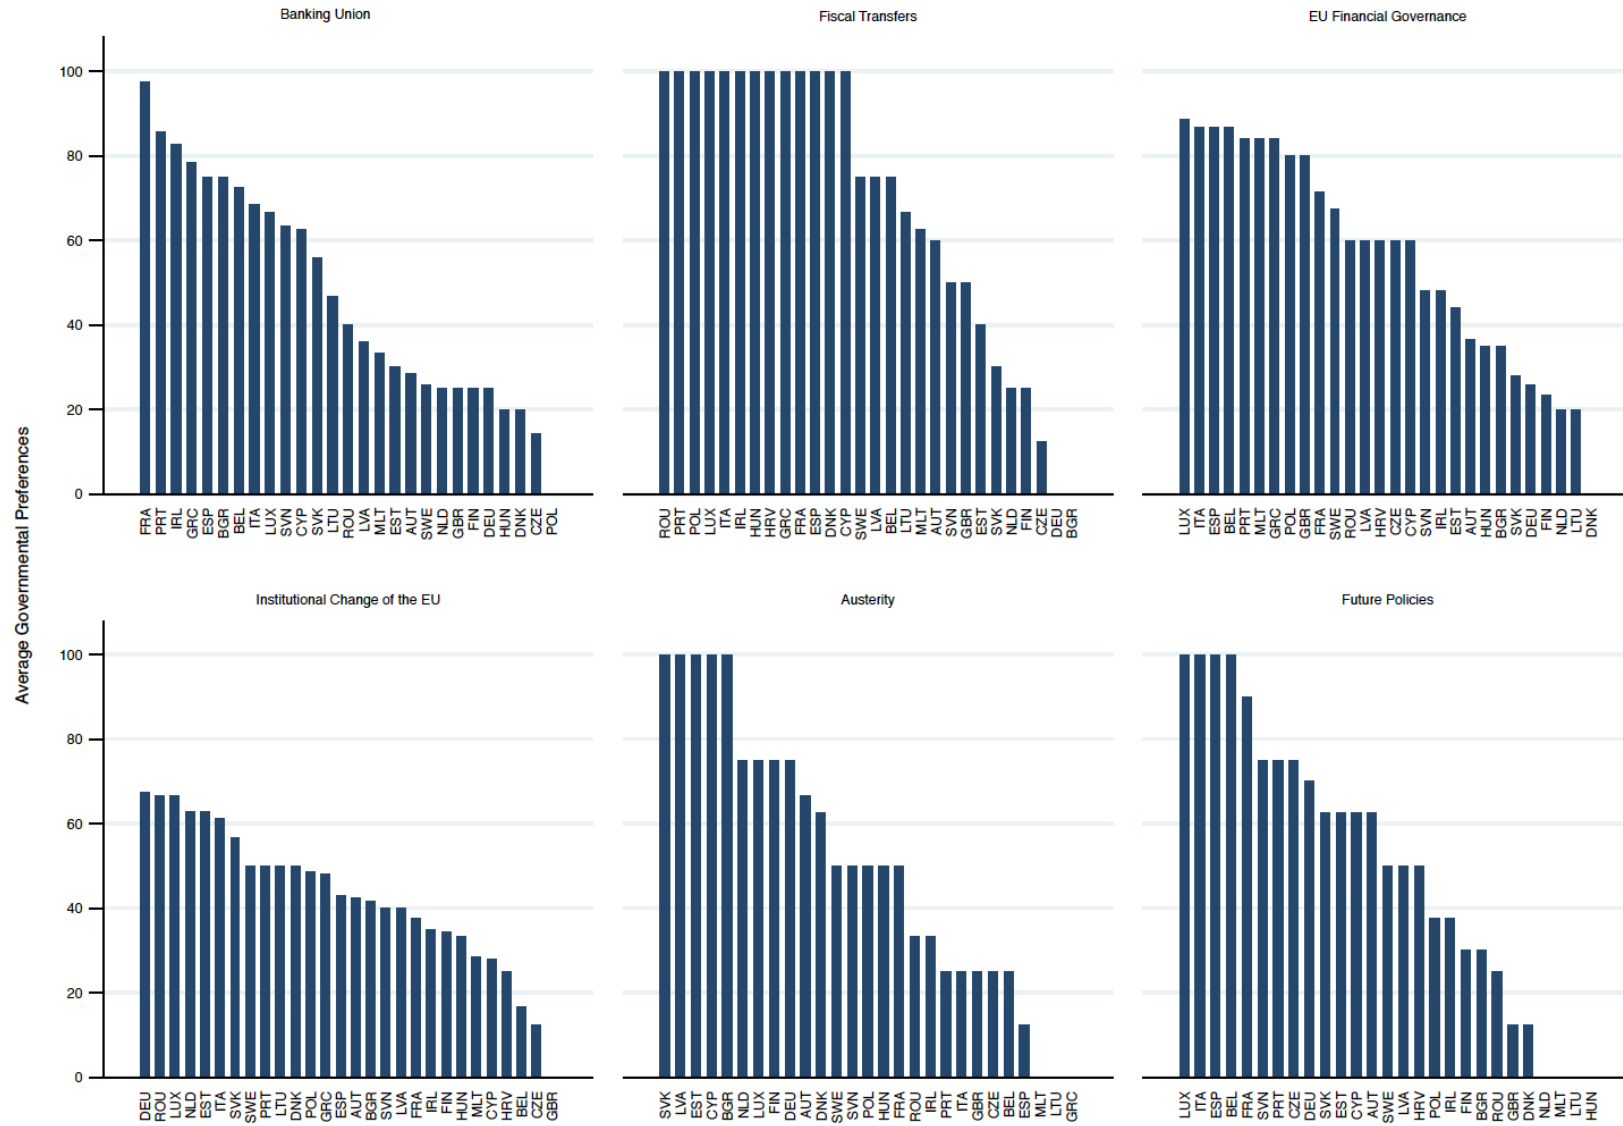 Banking Union
Fiscal Transfers
EU Financial Governance
100
80
60
40
20
0
FRA PRT IRL GRC ESP BGR BEL ITA LUX SVN CYP SVK LTU ROU LVA MLT EST AUT SWE NLD GBR FIN DEU HUN DNK CZE POL
ROU PRT POL LUX ITA IRL HUN HRV GRC FRA ESP DNK CYP SWE LVA BEL LTU MLT AUT SVN GBR EST SVK NLD FIN CZE DEU BGR
LUX ITA ESP BEL PRT MLT GRC POL GBR FRA SWE ROU LVA HRV CZE CYP SVN IRL EST AUT HUN BGR SVK DEU FIN NLD LTU DNK
Average Governmental Preferences
Institutional Change of the EU
Austerity
Future Policies
100
80
60
40
20
0
DEU ROU LUX NLD EST ITA SVK SWE PRT LTU DNK POL GRC ESP AUT BGR SVN LVA FRA IRL FIN HUN MLT CYP HRV BEL CZE GBR
SVK LVA EST CYP BGR NLD LUX FIN DEU AUT DNK SWE SVN POL HUN FRA ROU IRL PRT ITA GBR CZE BEL ESP MLT LTU GRC
LUX ITA ESP BEL FRA SVN PRT CZE DEU SVK EST CYP AUT SWE LVA HRV POL IRL FIN BGR ROU GBR DNK NLD MLT LTU HUN